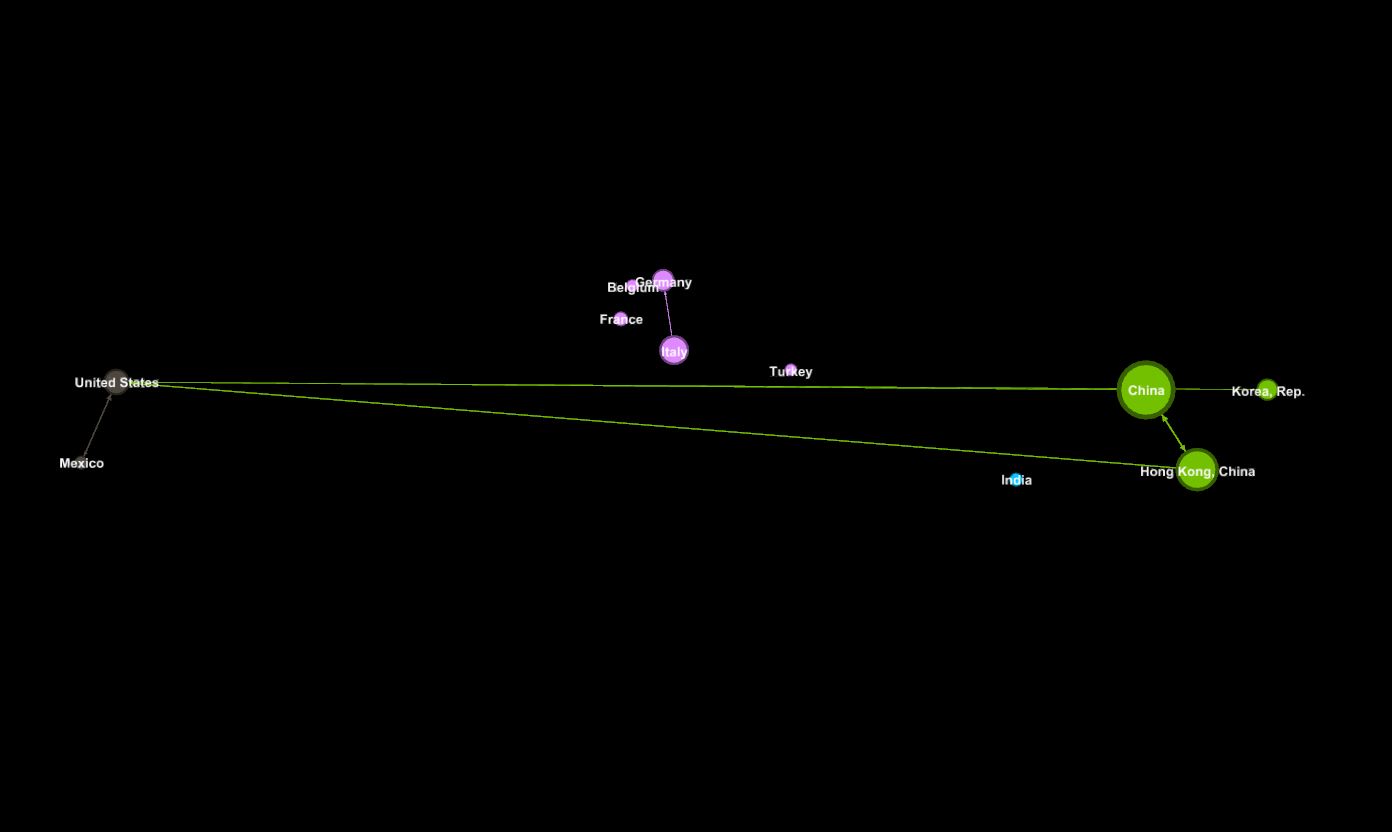 Germany
Belgium
France
Italy
Turkey
United States
China
Korea, Rep.
Mexico
Hong Kong, China
India